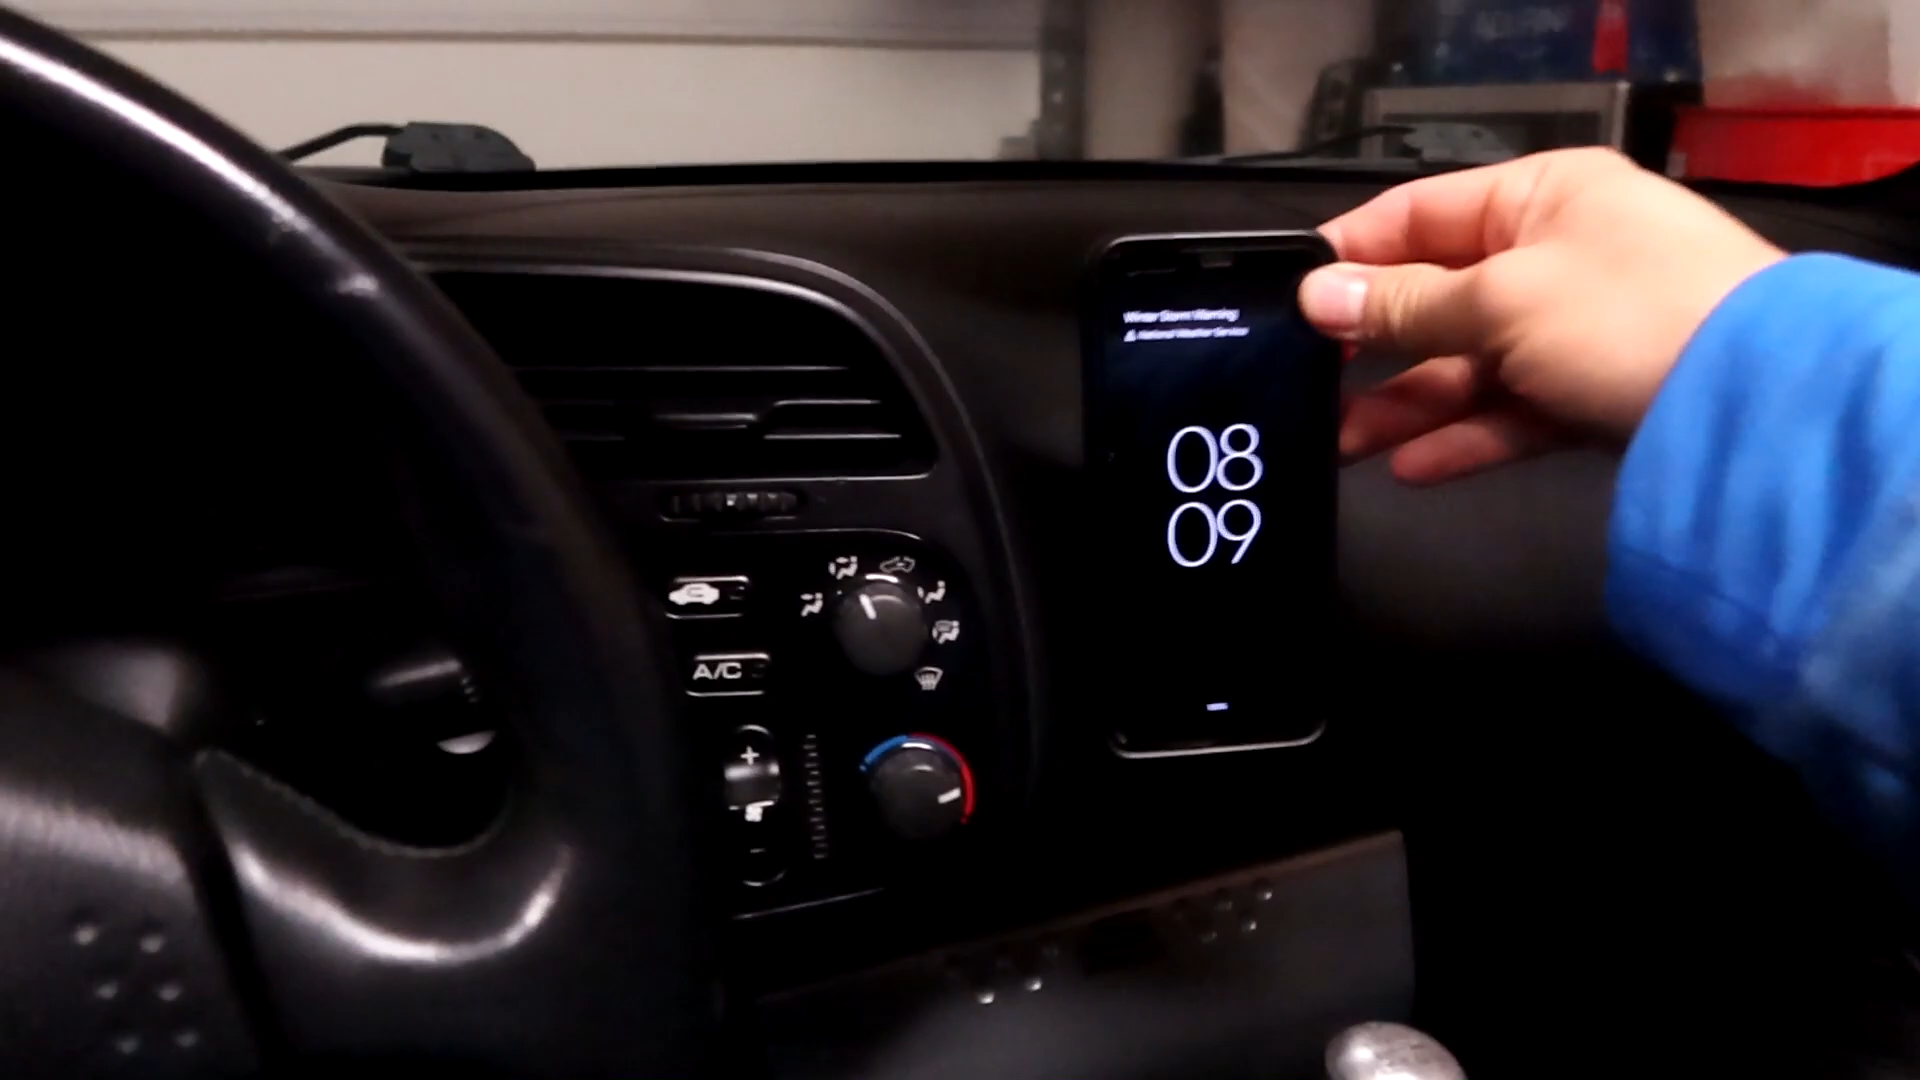 Winter Storm Warning
National Weather Service
08
09
A/C
+
-